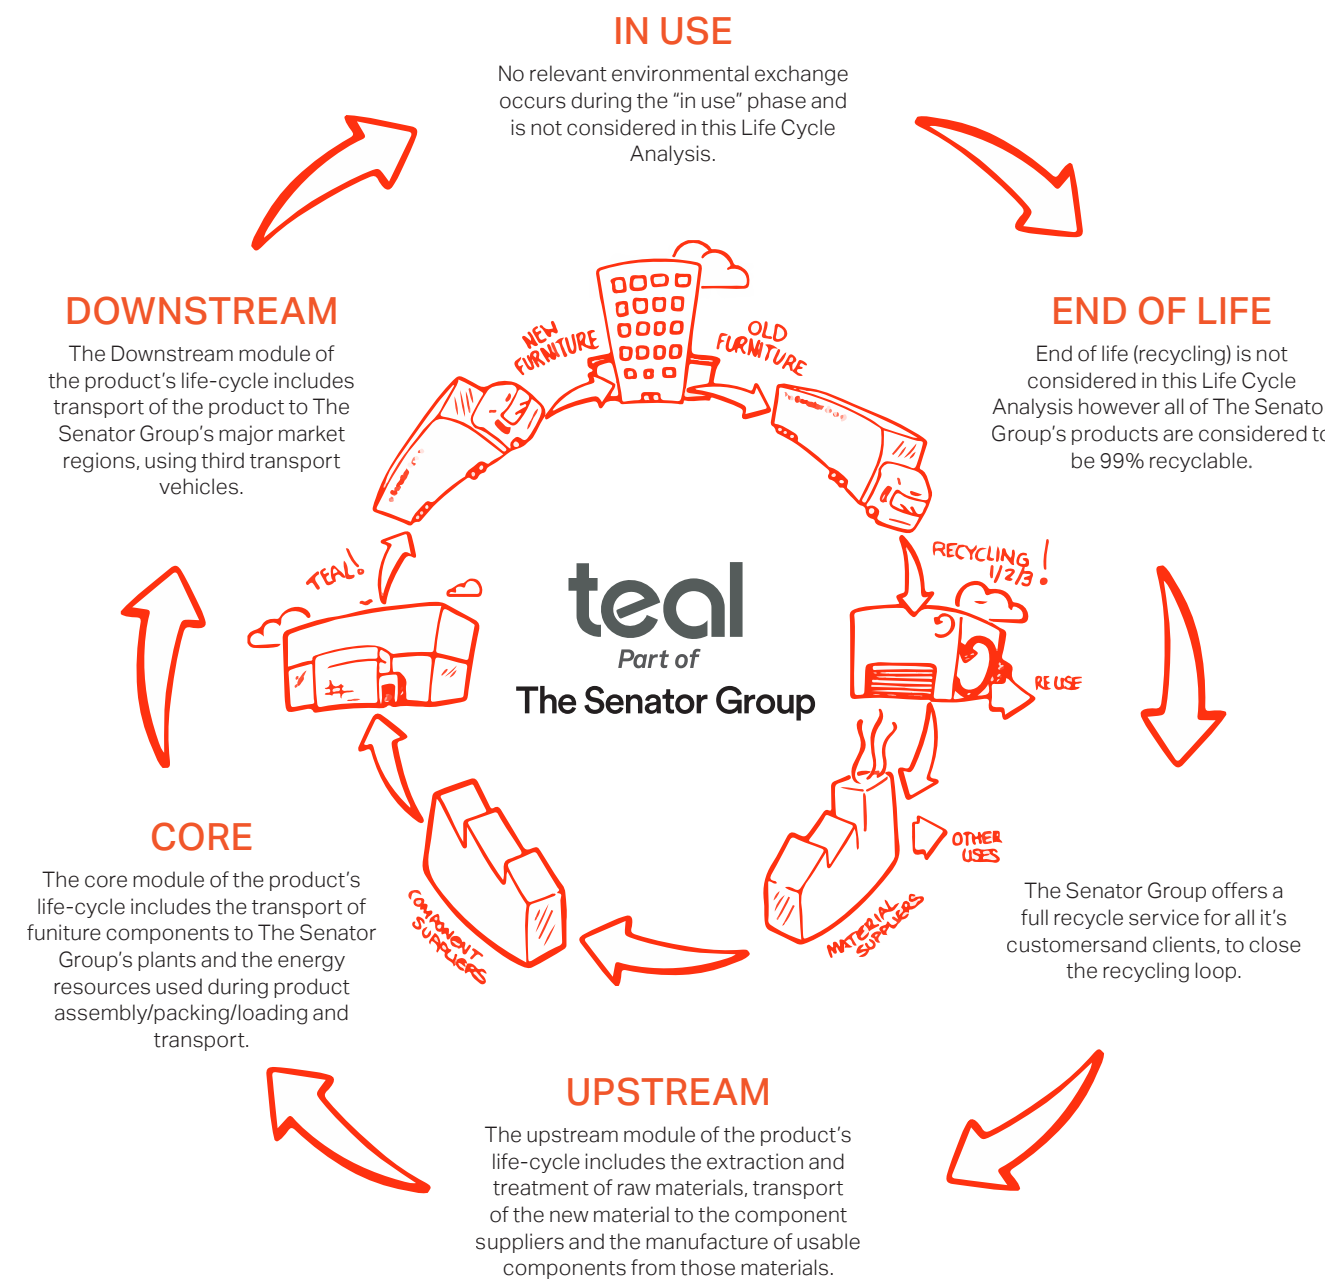 IN USE
No relevant environmental exchange
occurs during the “in use” phase and
is not considered in this Life Cycle
Analysis.
DOWNSTREAM
The Downstream module of
the product’s life-cycle includes
transport of the product to The
Senator Group’s major market
regions, using third transport
vehicles.
END OF LIFE
End of life (recycling) is not
considered in this Life Cycle
Analysis however all of The Senato
Group’s products are considered to
be 99% recyclable.
NEW
FURNITURE
OLD
FURNITURE
Senator
Senator
TEAL!
RECYCLING !
1/2/3
teal
Part of
The Senator Group
RE USE
OTHER
USES
COMPONENT
SUPPLIERS
MATERIAL
SUPPLIERS
CORE
The core module of the product’s
life-cycle includes the transport of
funiture components to The Senator
Group’s plants and the energy
resources used during product
assembly/packing/loading and
transport.
The Senator Group offers a
full recycle service for all it’s
customersand clients, to close
the recycling loop.
UPSTREAM
The upstream module of the product’s
life-cycle includes the extraction and
treatment of raw materials, transport
of the new material to the component
suppliers and the manufacture of usable
components from those materials.